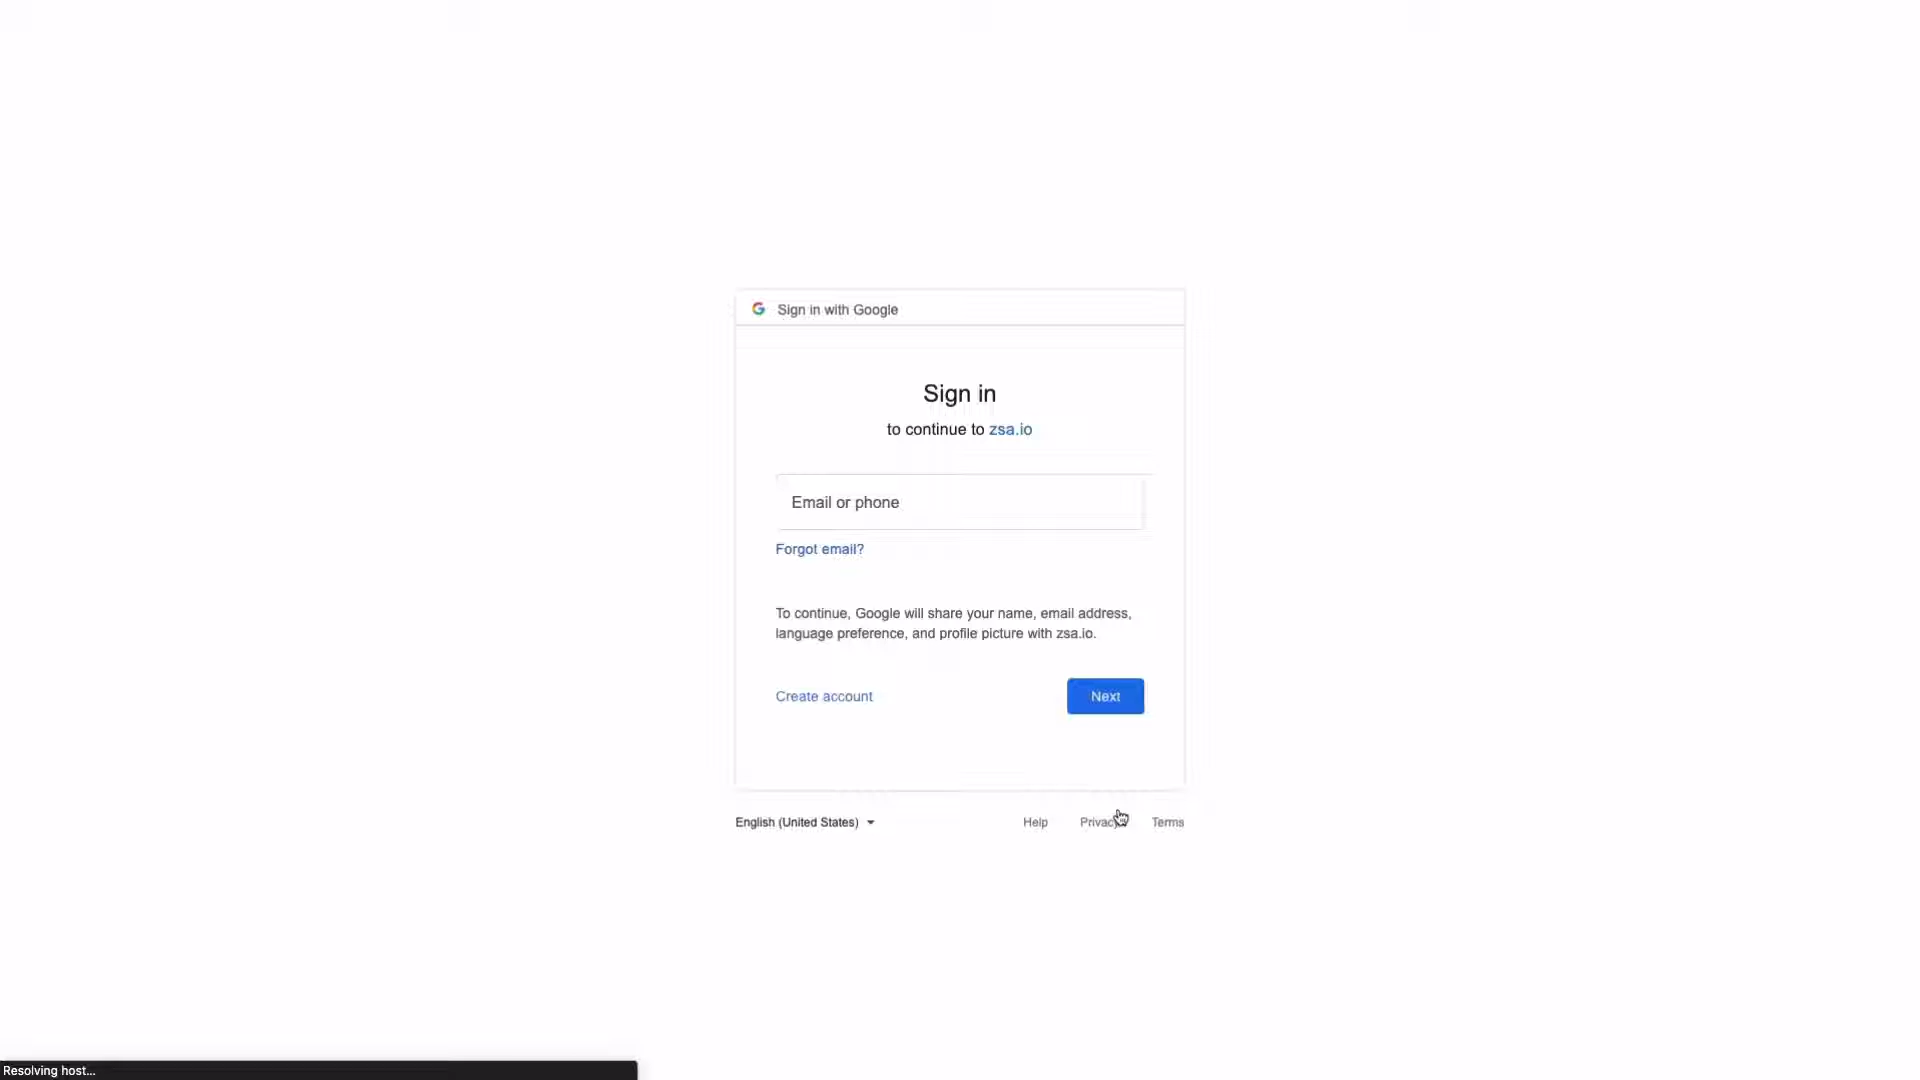 Sign in with Google
Sign in
to continue to zsa.io
Email or phone
Forgot email?
To continue, Google will share your name, email address,
language preference, and profile picture with zsa.io.
Create account
Next
English (United States)
Help
Privacy
Terms
Resolving host...